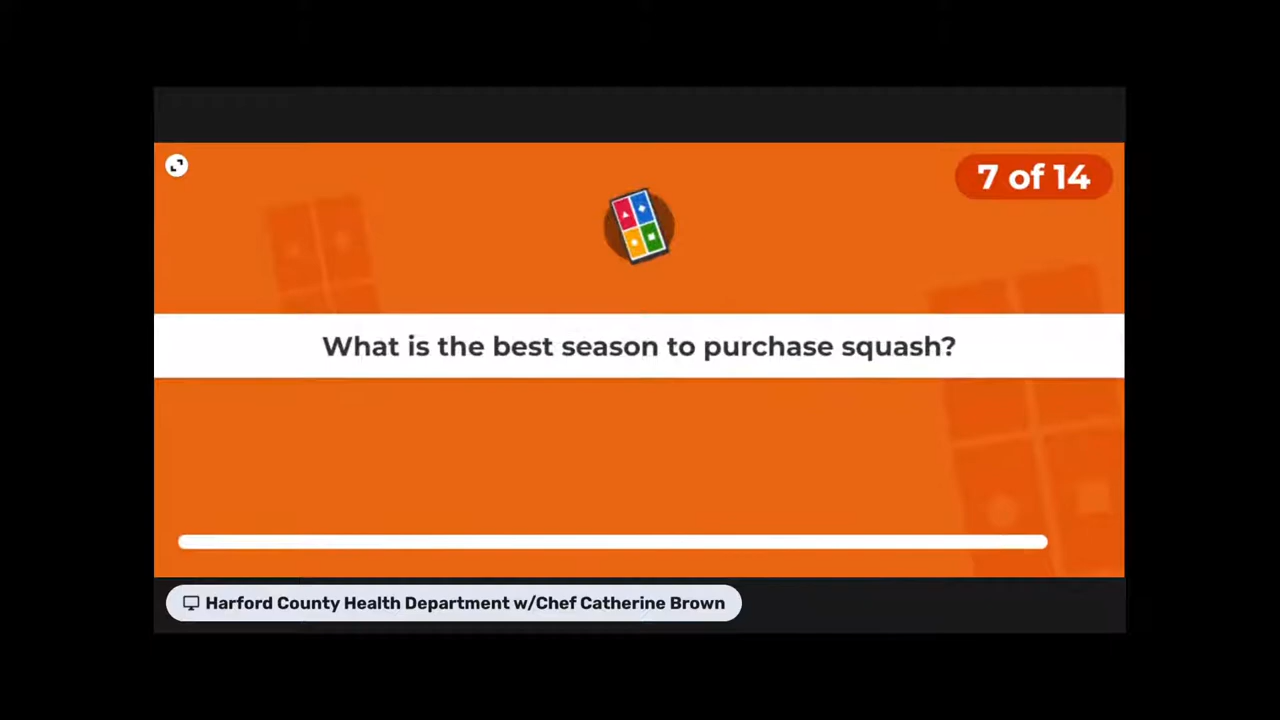 7 of 14
What is the best season to purchase squash?
Harford County Health Department w/Chef Catherine Brown